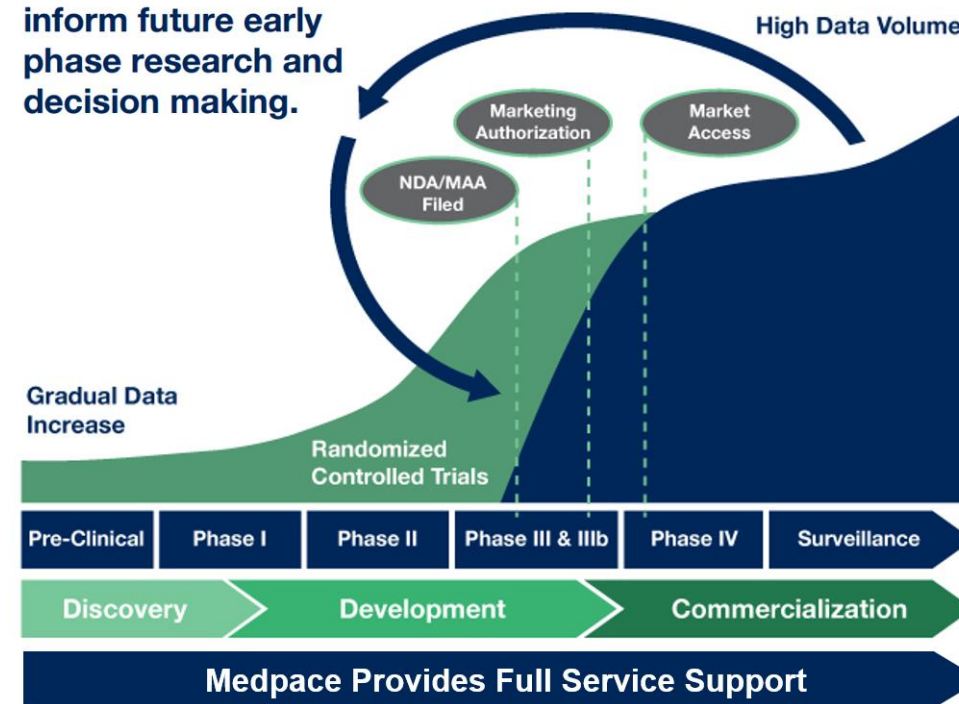 inform future early
phase research and
decision making.
High Data Volume
Marketing
Authorization
Market
Access
NDA/MAA
Filed
Gradual Data
Increase
Randomized
Controlled Trials
Pre-Clinical
Phase I
Phase II
Phase III & IIIb
Phase IV
Surveillance
Discovery
Development
Commercialization
Medpace Provides Full Service Support